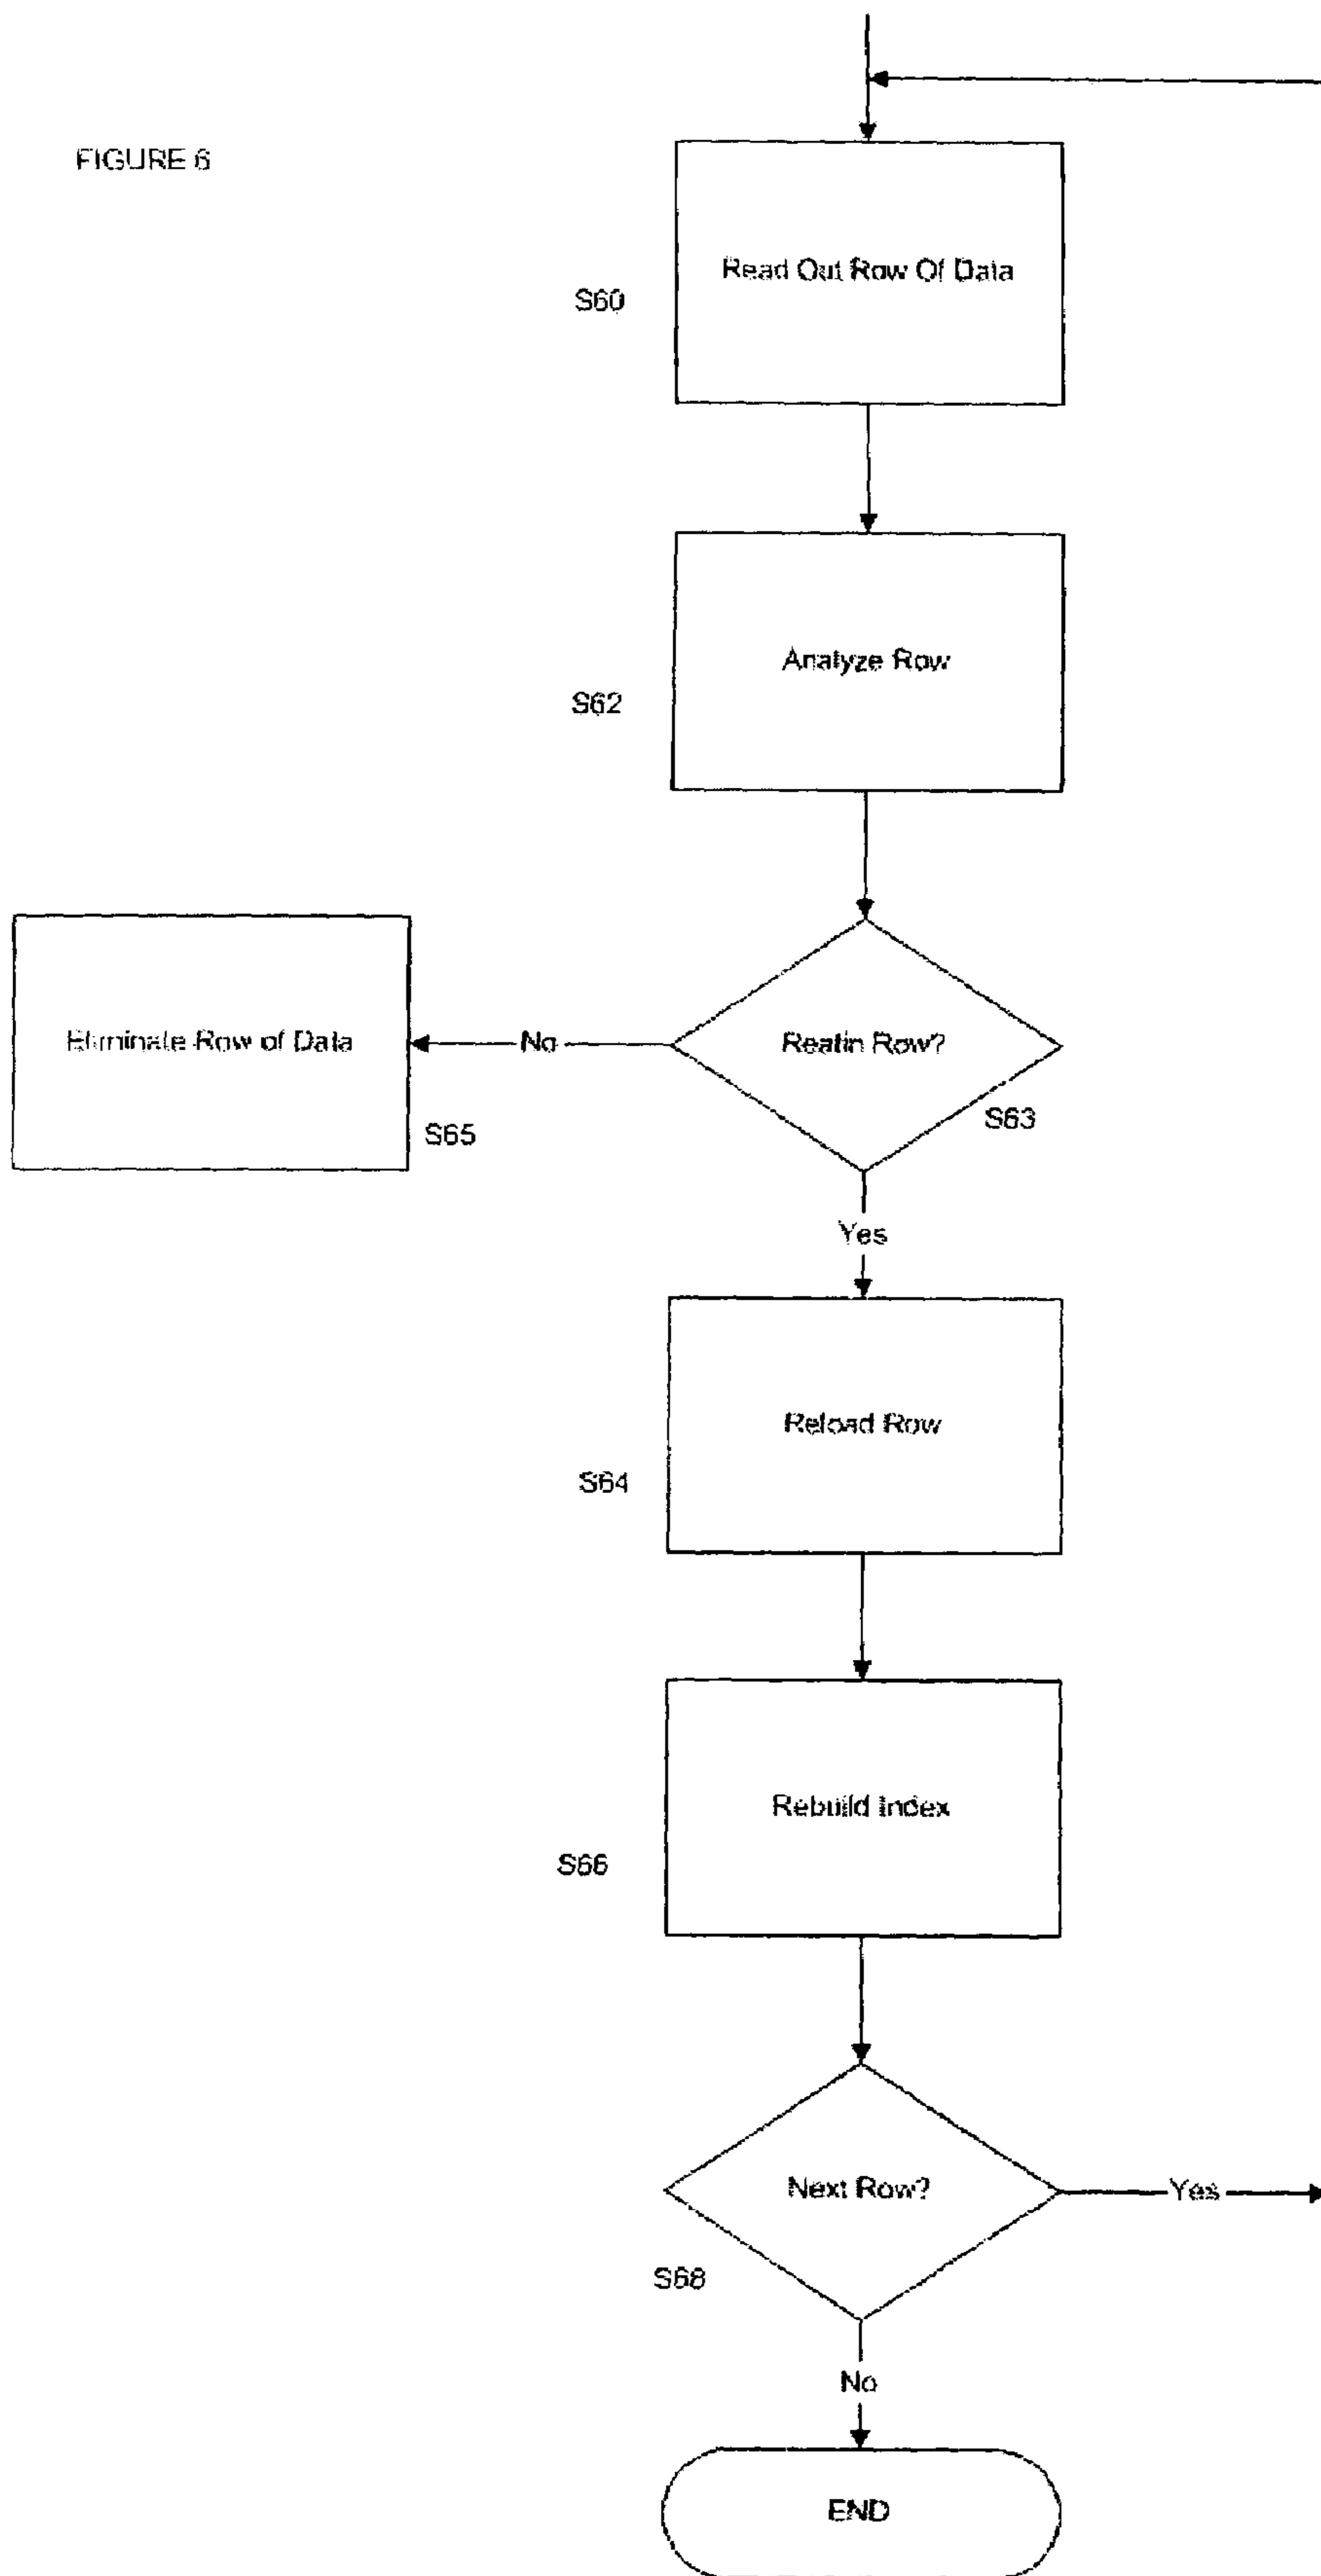 FIGURE 6
Read Out Row Of Data
S60
Analyze Row
S62
Eliminate Row of Data
No
Reatin Row?
S63
S65
Yes
Reload Row
S64
Rebuild Index
S66
Next Row?
Yes
S68
No
END